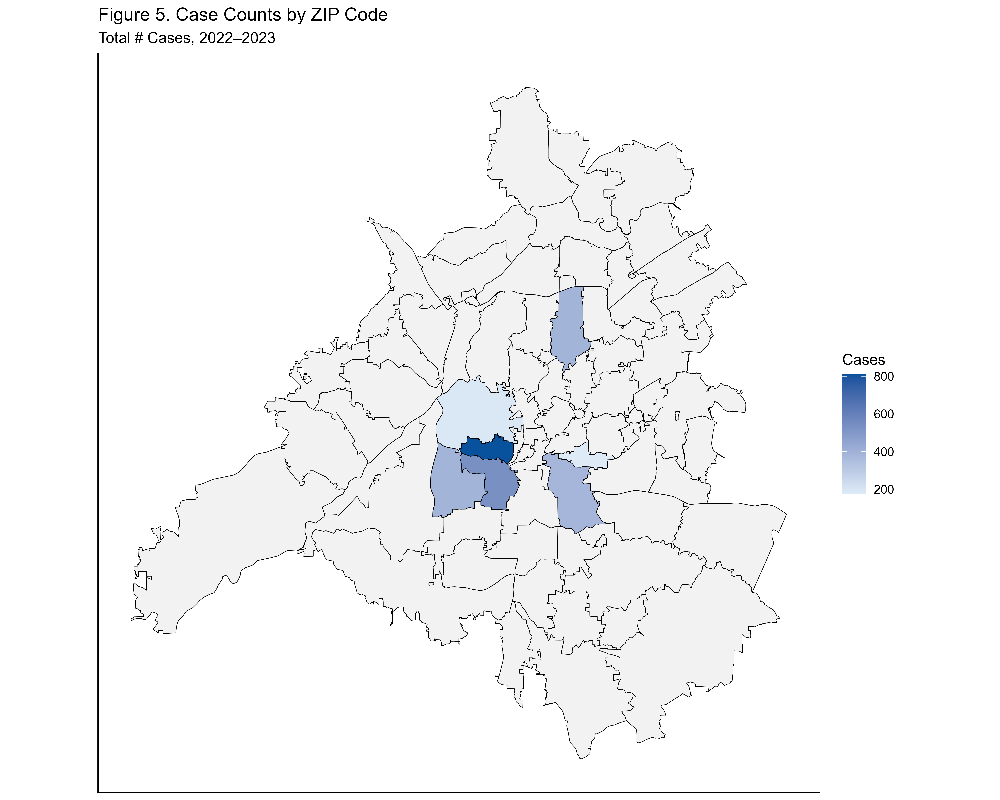 Figure 5. Case Counts by ZIP Code
Total # Cases, 2022–2023
Cases
800
600
400
200